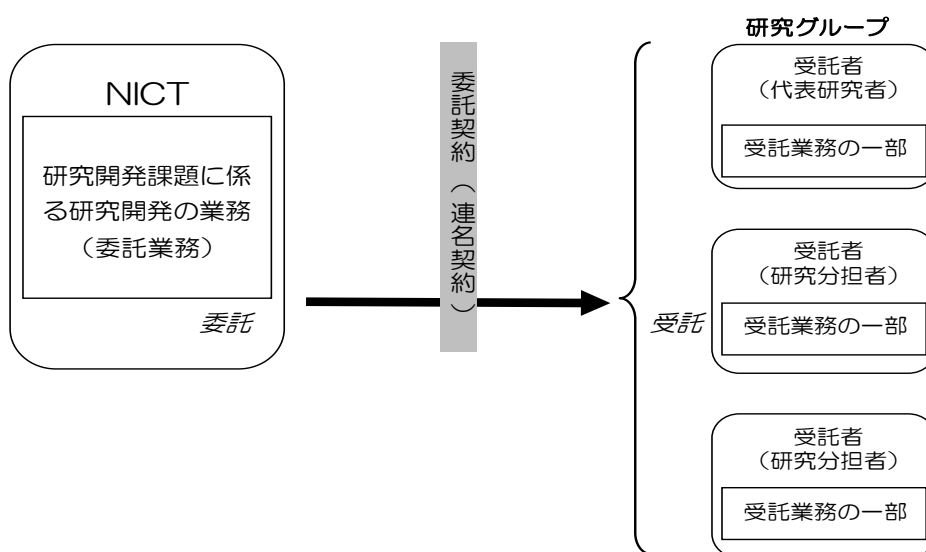 NICT
研究開発課題に係
る研究開発の業務
（委託業務）
委託
委託契約（連名契約）
研究グループ
受託者
（代表研究者）
受託業務の一部
受託
受託者
（研究分担者）
受託業務の一部
受託者
（研究分担者）
受託業務の一部